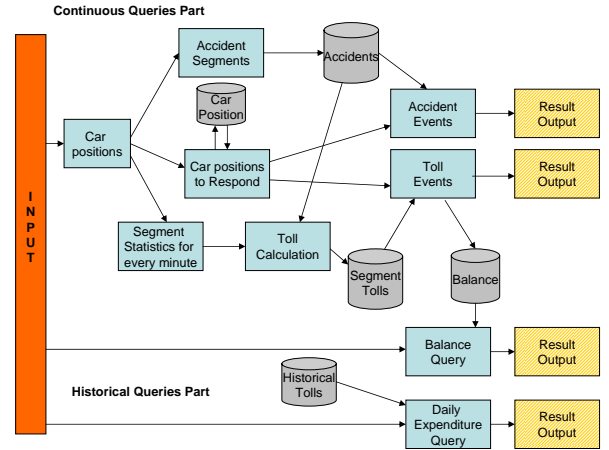 Continuous Queries Part
Accident
Segments
Accidents
Car
Position
Accident
Events
Result
Output
Car
positions
Car positions
to Respond
Toll
Events
Result
Output
I
N
P
U
T
Segment
Statistics for
every minute
Toll
Calculation
Segment
Tolls
Balance
Balance
Query
Result
Output
Historical Queries Part
Historical
Tolls
Daily
Expenditure
Query
Result
Output